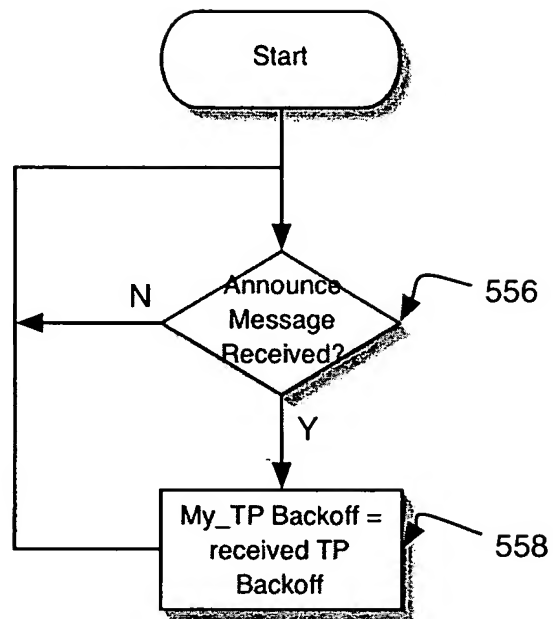 Start
Announce
Message
Received?
N
556
Y
My_TP Backoff =
received TP
Backoff
558